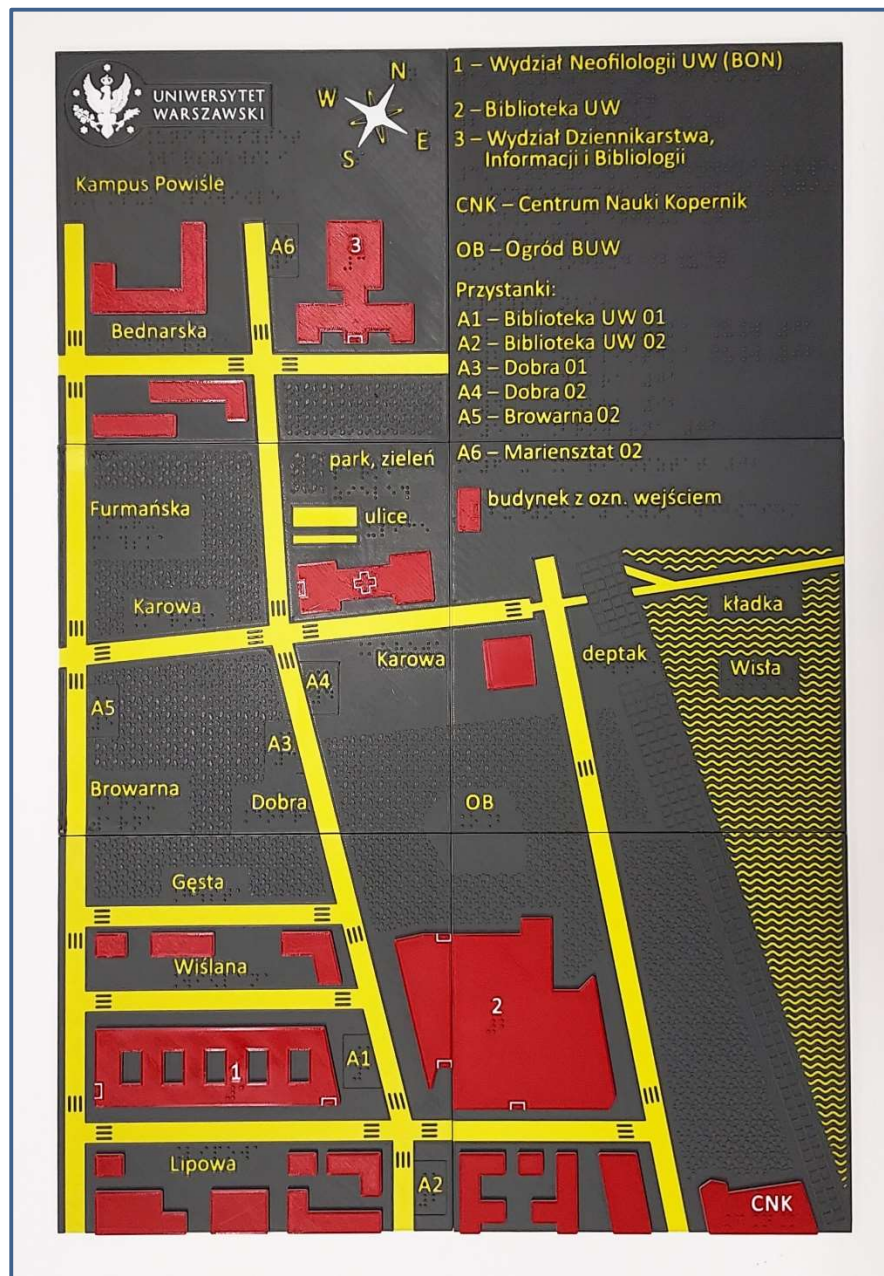 UNIWERSYTET
WARSZAWSKI
N
W
E
S
Kampus Powiśle
1 – Wydział Neofilologii UW (BON)
2 – Biblioteka UW
3 – Wydział Dziennikarstwa,
Informacji i Bibliologii
CNK – Centrum Nauki Kopernik
OB – Ogród BUW
Przystanki:
A1 – Biblioteka UW 01
A2 – Biblioteka UW 02
A3 – Dobra 01
A4 – Dobra 02
A5 – Browarna 02
A6 – Mariensztat 02
budynek z ozn. wejściem
A6
3
Bednarska
park, zieleń
Furmańska
ulice
Karowa
kładka
Karowa
deptak
Wisła
A4
A5
A3
Browarna
Dobra
OB
Gęsta
Wiślana
2
A1
1
Lipowa
A2
CNK